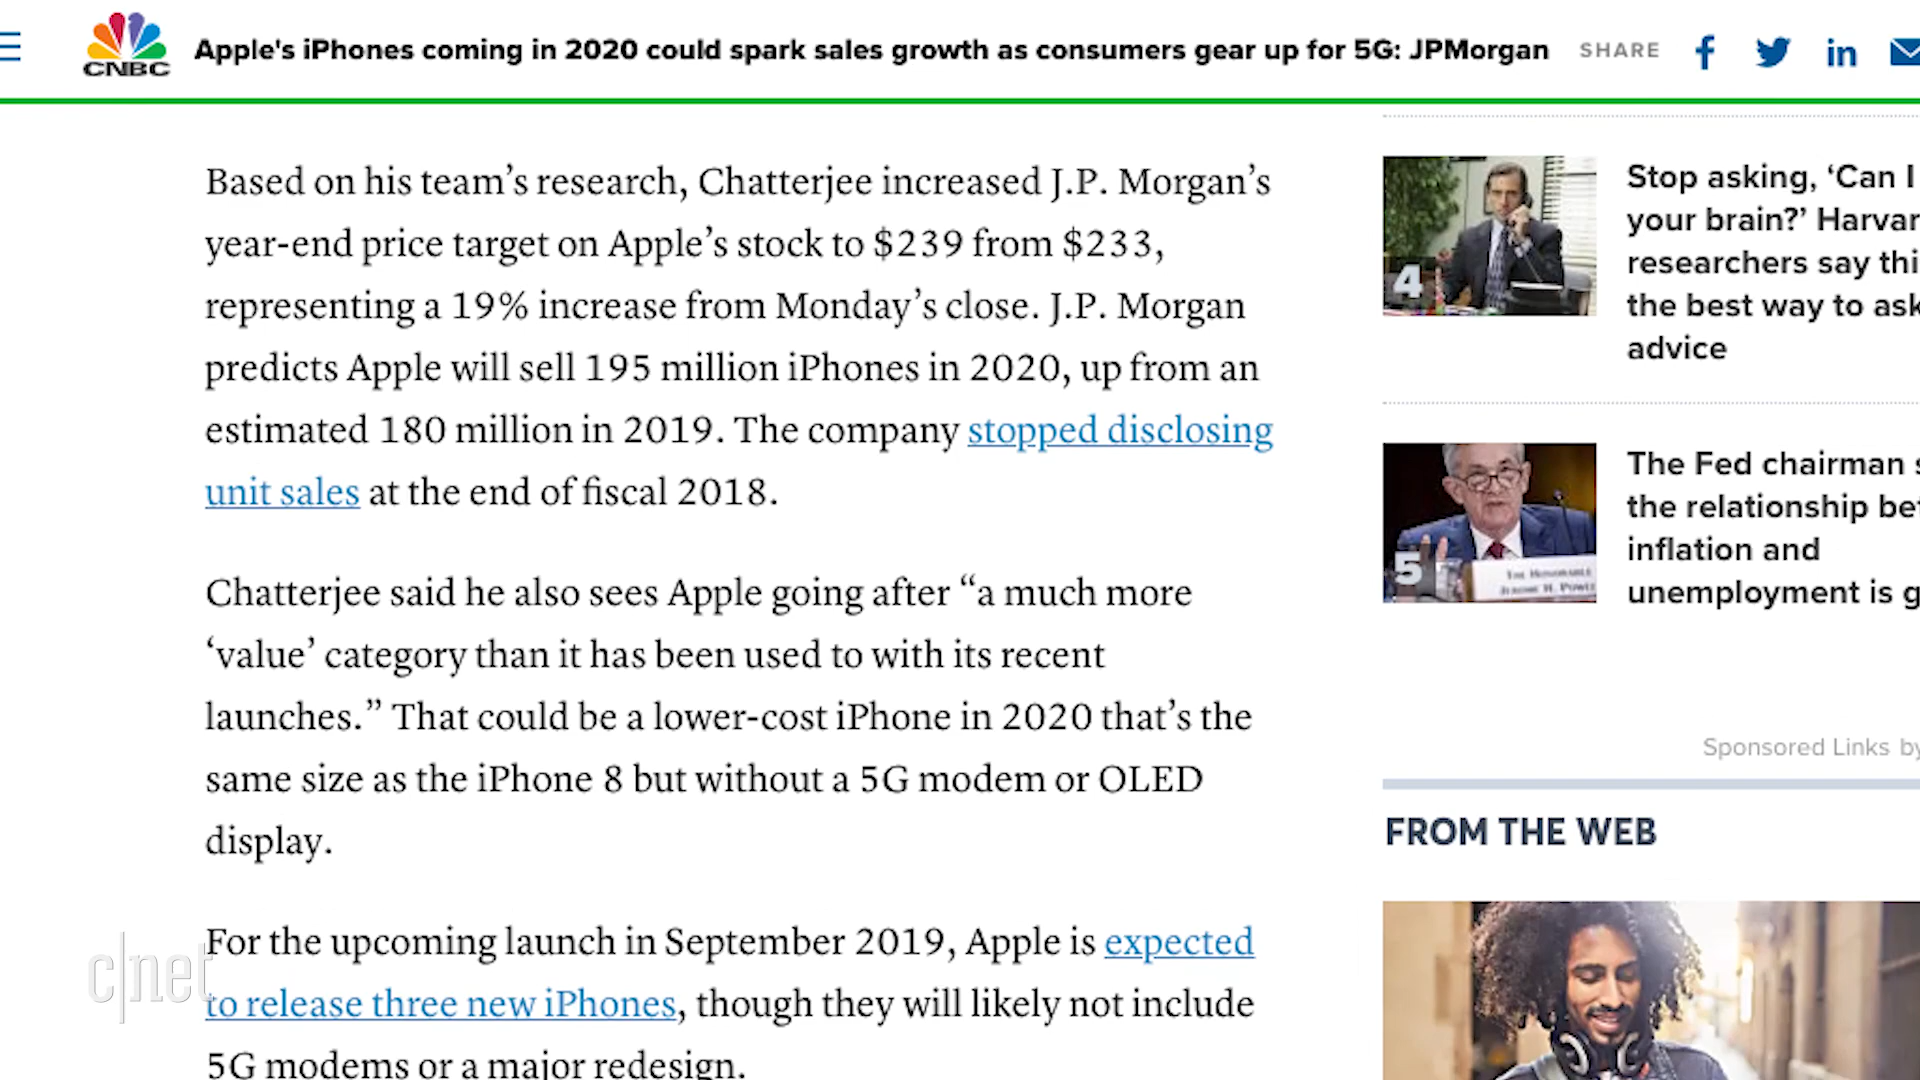 CNBC
Apple's iPhones coming in 2020 could spark sales growth as consumers gear up for 5G: JPMorgan
SHARE
Based on his team’s research, Chatterjee increased J.P. Morgan’s
year-end price target on Apple’s stock to $239 from $233,
representing a 19% increase from Monday’s close. J.P. Morgan
predicts Apple will sell 195 million iPhones in 2020, up from an
estimated 180 million in 2019. The company stopped disclosing
unit sales at the end of fiscal 2018.
Chatterjee said he also sees Apple going after “a much more
‘value’ category than it has been used to with its recent
launches.” That could be a lower-cost iPhone in 2020 that’s the
same size as the iPhone 8 but without a 5G modem or OLED
display.
For the upcoming launch in September 2019, Apple is expected
to release three new iPhones, though they will likely not include
5G modems or a major redesign.
c|net
4
Stop asking, ‘Can I
your brain?’ Harvar
researchers say thi
the best way to ask
advice
5
THE HONORABLE
JEROME H. POWE
The Fed chairman s
the relationship bet
inflation and
unemployment is g
Sponsored Links by
FROM THE WEB